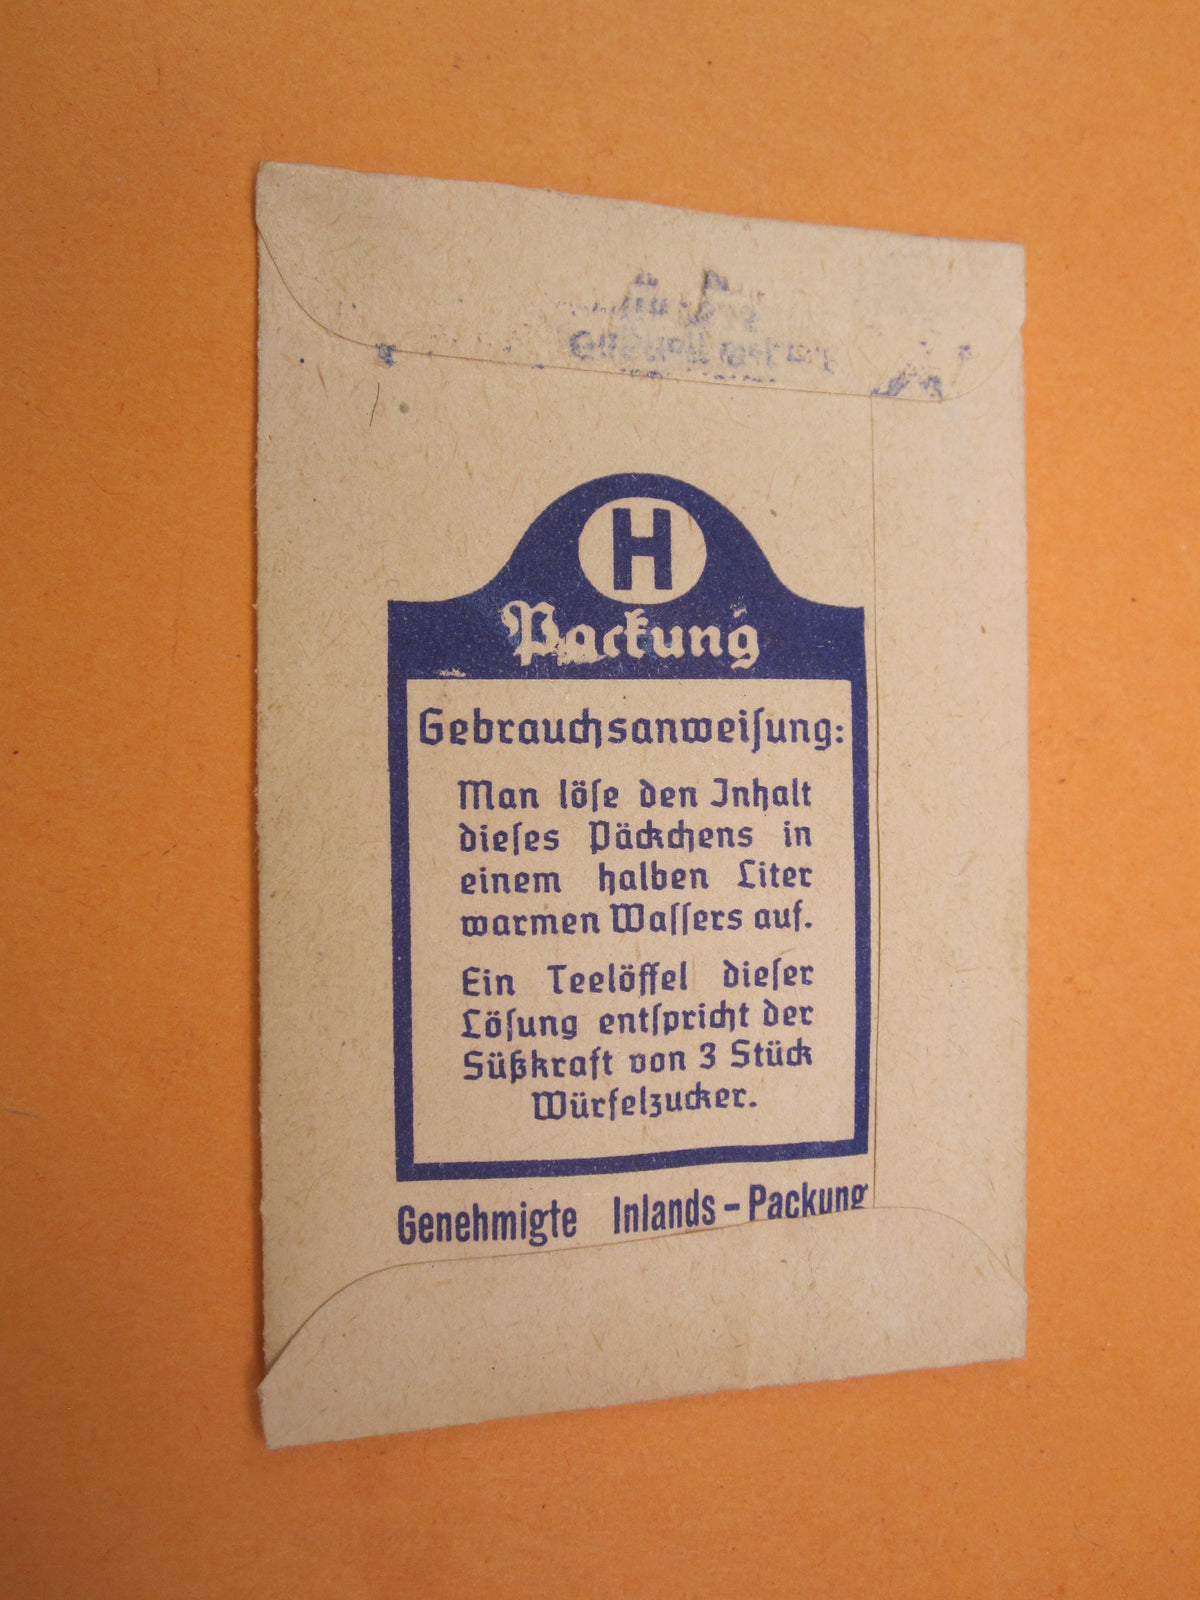 H
Packung
Gebrauchsanweiſung:
Man löſe den Inhalt
dieſes Päckchens in
einem halben Liter
warmen Waſſers auf.
Ein Teelöffel dieſer
Löſung entſpricht der
Süßkraft von 3 Stück
Würfelzucker.
Genehmigte Inlands-Packung